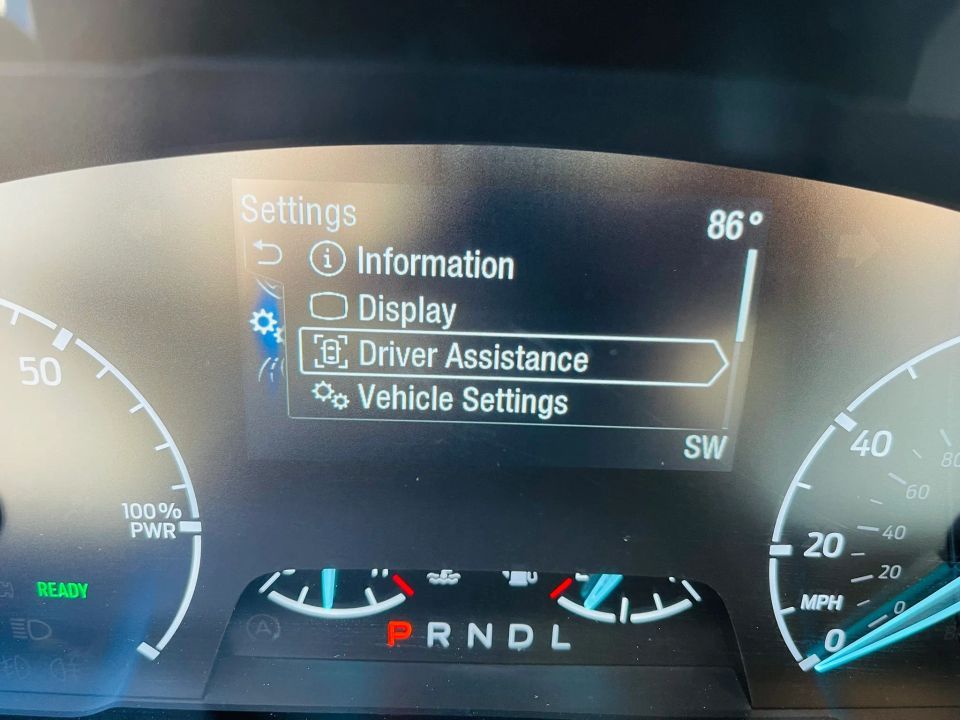 Settings
86°
Information
Display
Driver Assistance
Vehicle Settings
SW
50
100%
PWR
READY
40
20
MPH
0
80
60
40
20
0
P R N D L